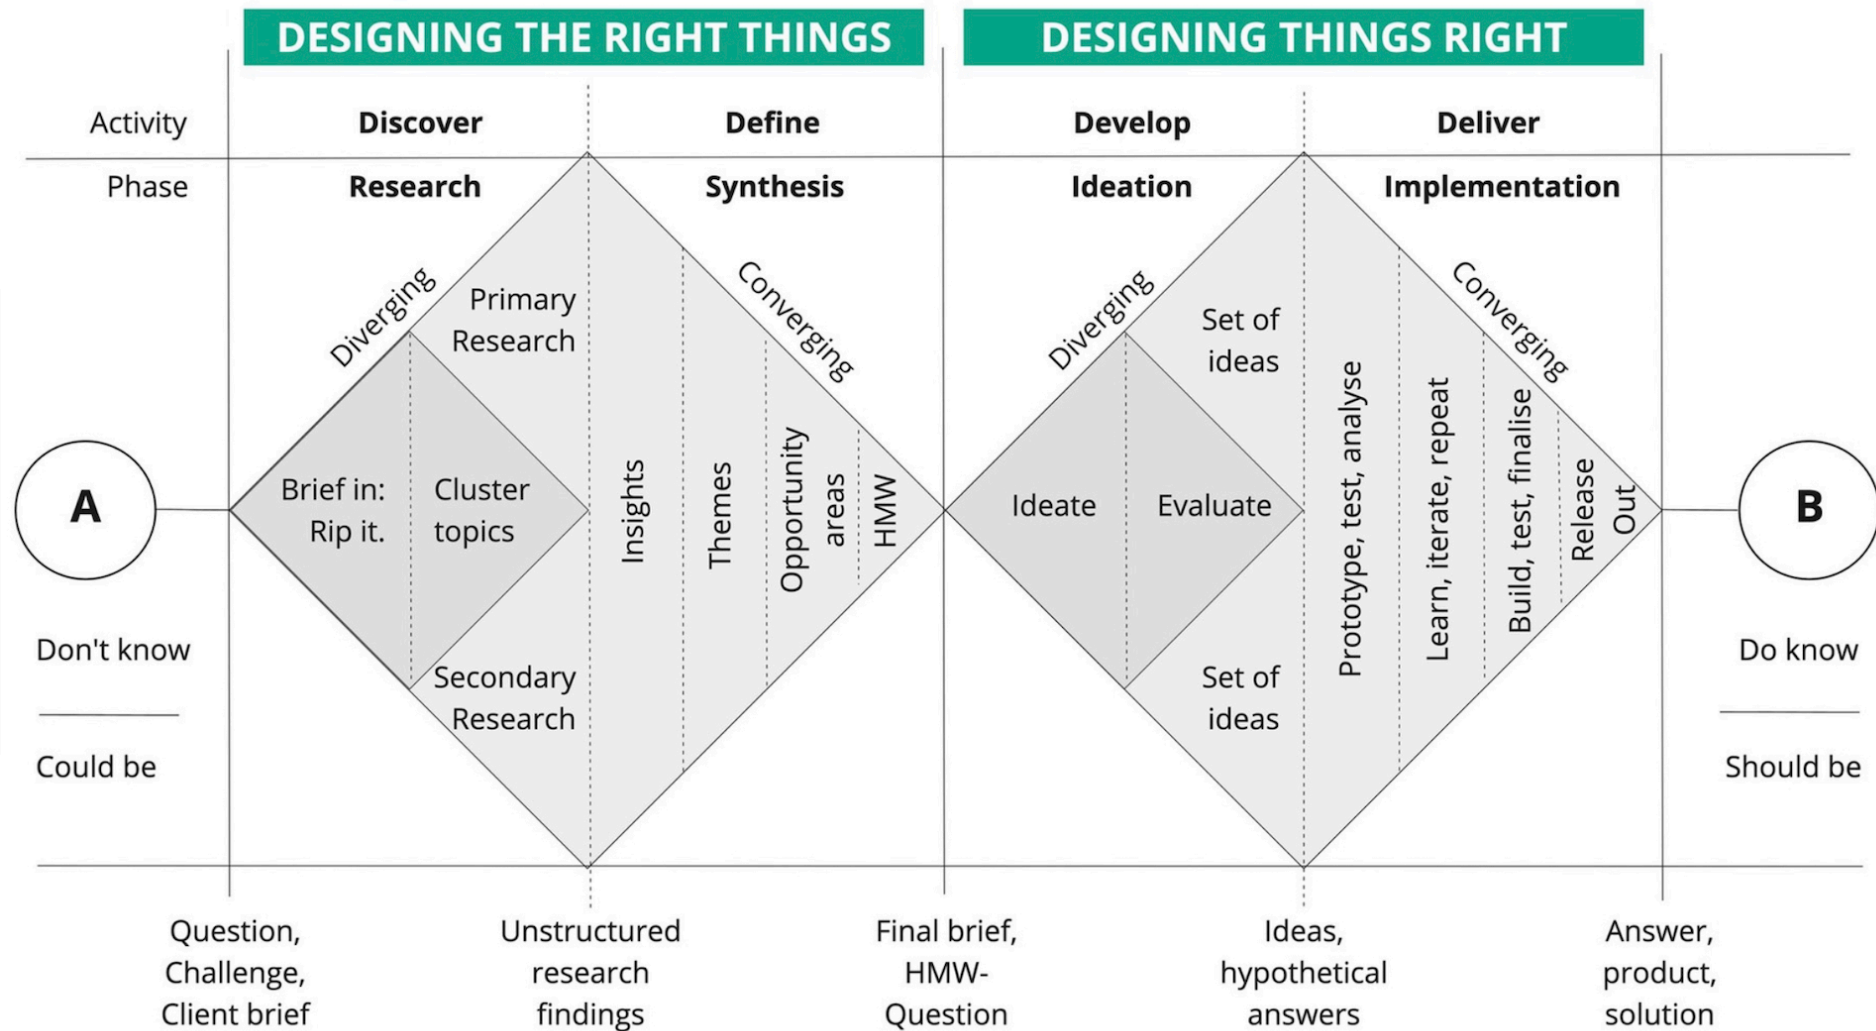 DESIGNING THE RIGHT THINGS
DESIGNING THINGS RIGHT
Activity
Discover
Define
Develop
Deliver
Phase
Research
Synthesis
Ideation
Implementation
Diverging
Primary
Research
Converging
Diverging
Set of
ideas
Converging
A
Brief in:
Rip it.
Cluster
topics
Insights
Themes
Opportunity
areas
HMW
Ideate
Evaluate
Prototype, test, analyse
Learn, iterate, repeat
Build, test, finalise
Release
Out
B
Don't know
Could be
Secondary
Research
Set of
ideas
Do know
Should be
Question,
Challenge,
Client brief
Unstructured
research
findings
Final brief,
HMW-
Question
Ideas,
hypothetical
answers
Answer,
product,
solution